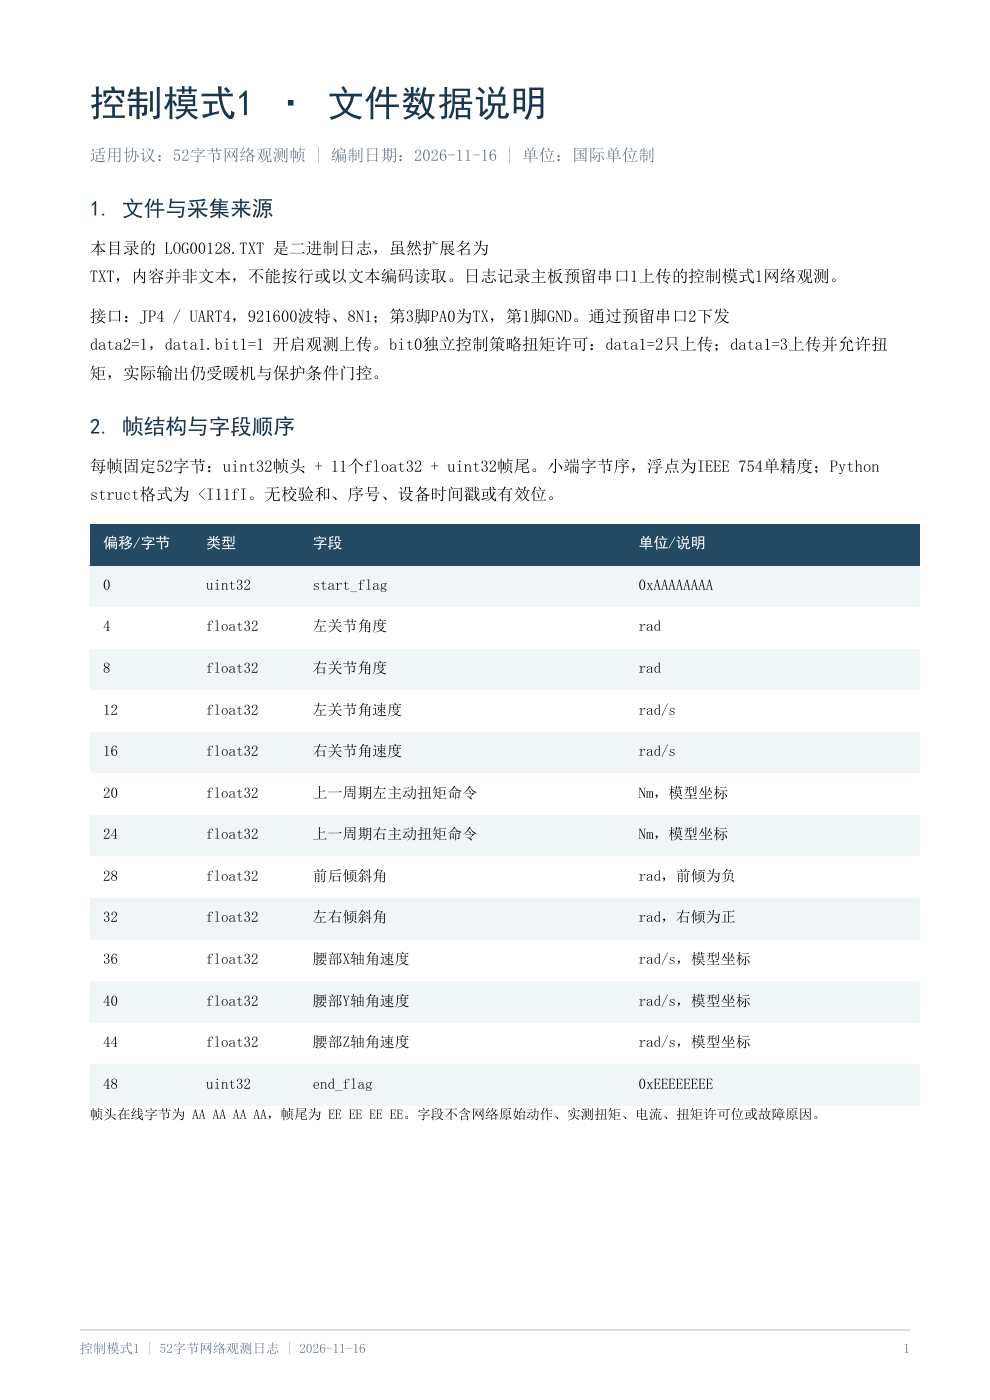 控制模式1 · 文件数据说明
适用协议：52字节网络观测帧 | 编制日期：2026-11-16 | 单位：国际单位制
1. 文件与采集来源
本目录的 LOG00128.TXT 是二进制日志，虽然扩展名为
TXT，内容并非文本，不能按行或以文本编码读取。日志记录主板预留串口1上传的控制模式1网络观测。
接口：JP4 / UART4，921600波特、8N1；第3脚PA0为TX，第1脚GND。通过预留串口2下发
data2=1，data1.bit1=1 开启观测上传。bit0独立控制策略扭矩许可：data1=2只上传；data1=3上传并允许扭
矩，实际输出仍受暖机与保护条件门控。
2. 帧结构与字段顺序
每帧固定52字节：uint32帧头 + 11个float32 + uint32帧尾。小端字节序，浮点为IEEE 754单精度；Python
struct格式为 <I11fI。无校验和、序号、设备时间戳或有效位。
偏移/字节 类型 字段 单位/说明
0 uint32 start_flag 0xAAAAAAAA
4 float32 左关节角度 rad
8 float32 右关节角度 rad
12 float32 左关节角速度 rad/s
16 float32 右关节角速度 rad/s
20 float32 上一周期左主动扭矩命令 Nm，模型坐标
24 float32 上一周期右主动扭矩命令 Nm，模型坐标
28 float32 前后倾斜角 rad，前倾为负
32 float32 左右倾斜角 rad，右倾为正
36 float32 腰部X轴角速度 rad/s，模型坐标
40 float32 腰部Y轴角速度 rad/s，模型坐标
44 float32 腰部Z轴角速度 rad/s，模型坐标
48 uint32 end_flag 0xEEEEEEEE
帧头在线字节为 AA AA AA AA，帧尾为 EE EE EE EE。字段不含网络原始动作、实测扭矩、电流、扭矩许可位或故障原因。
控制模式1 | 52字节网络观测日志 | 2026-11-16 1